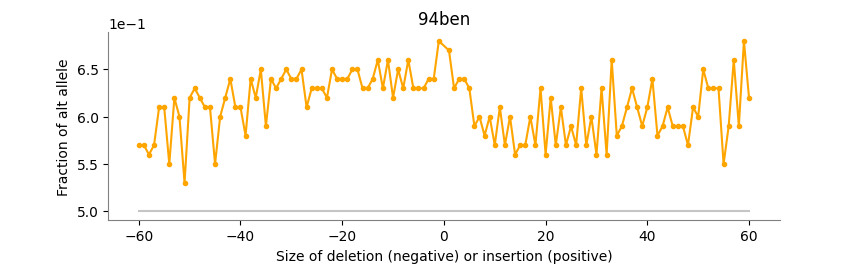 94ben
1e−1
Fraction of alt allele
6.5
6.0
5.5
5.0
−60 −40 −20 0 20 40 60
Size of deletion (negative) or insertion (positive)